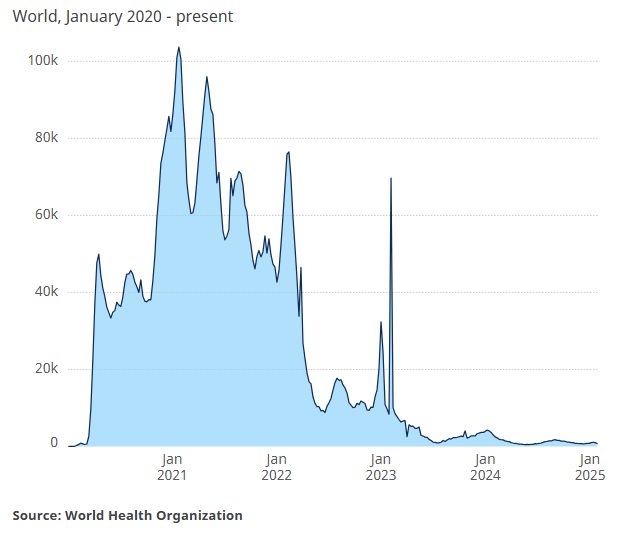 World, January 2020 - present
100k
80k
60k
40k
20k
0
Jan
2021
Jan
2022
Jan
2023
Jan
2024
Jan
2025
Source: World Health Organization